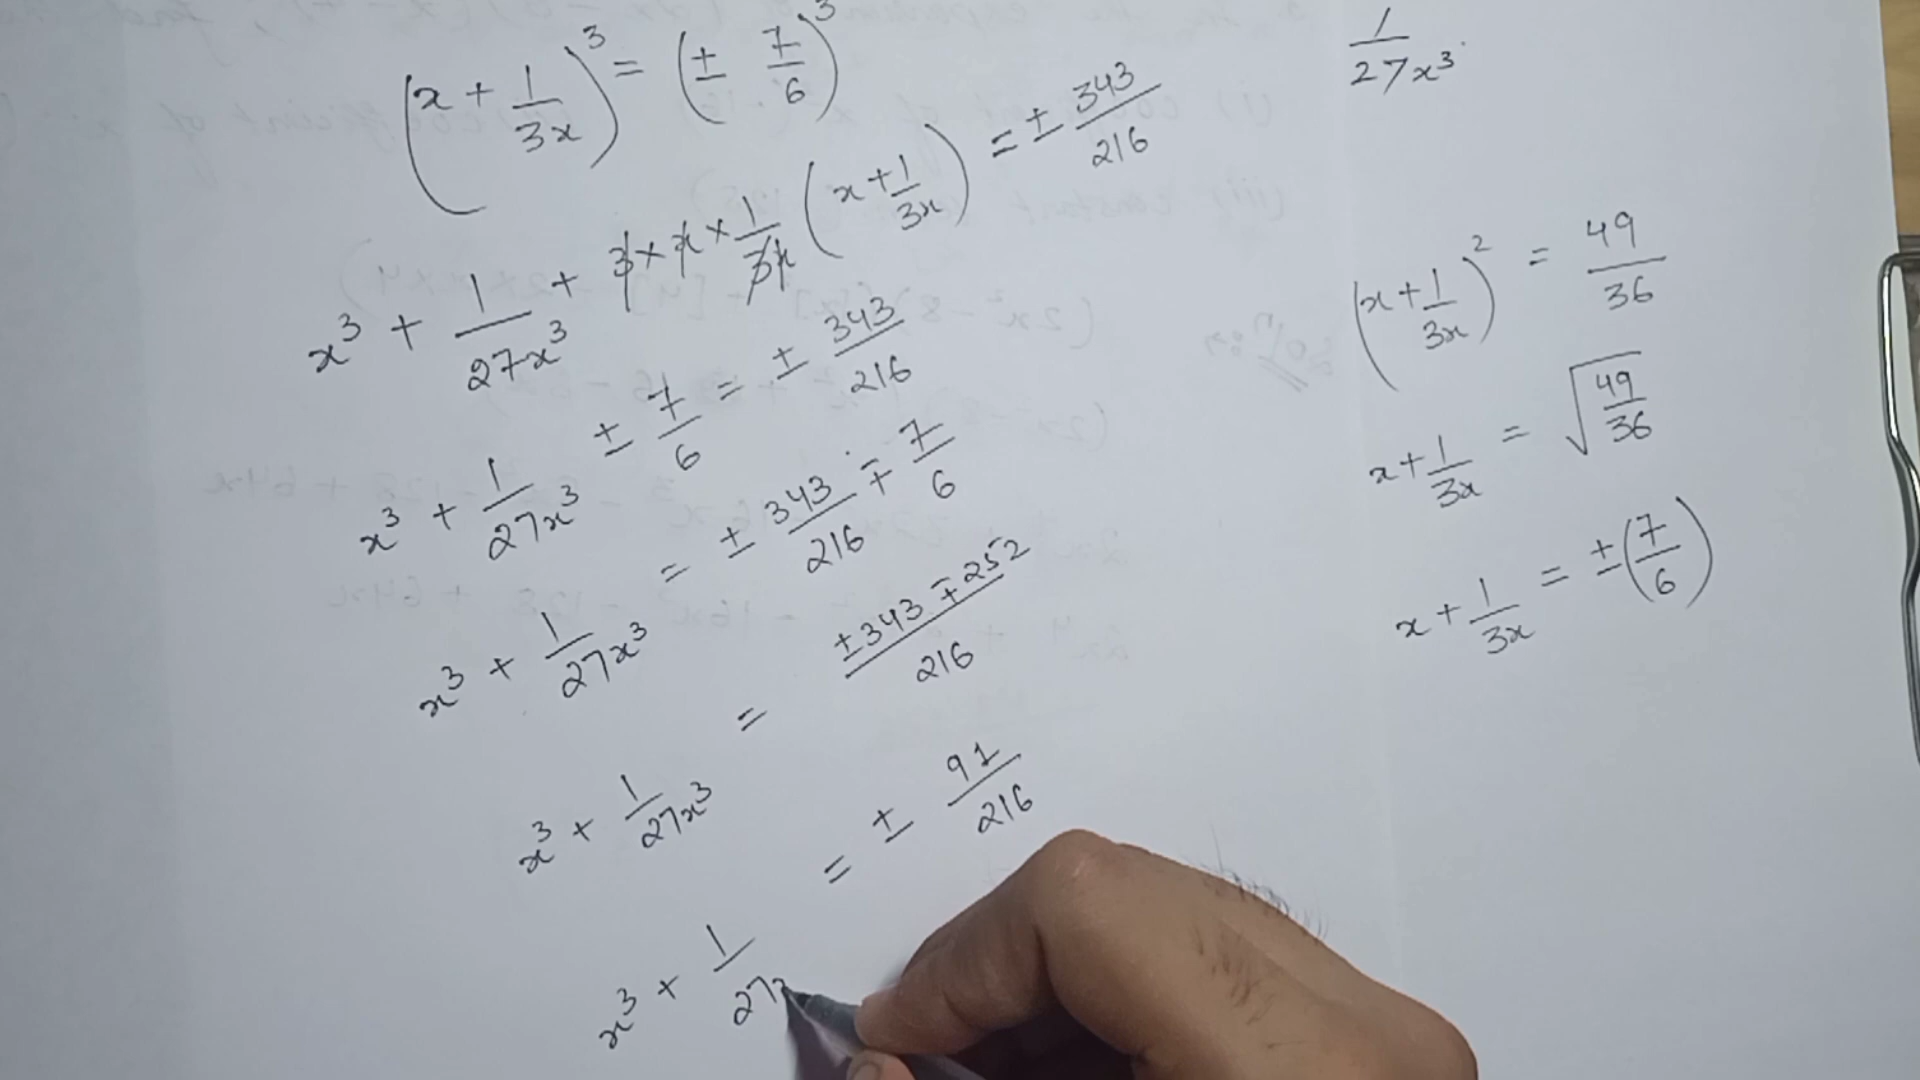 (x + 1/3x)³ = (± 7/6)³
x³ + 1/27x³ + 3 × x × 1/3x (x + 1/3x) = ± 343/216
x³ + 1/27x³ ± 7/6 = ± 343/216
x³ + 1/27x³ = ± 343/216 ∓ 7/6
x³ + 1/27x³ = ±343 ∓ 252/216
x³ + 1/27x³ = ± 91/216
x³ + 1/27
1/27x³
(x + 1/3x)² = 49/36
x + 1/3x = √49/36
x + 1/3x = ± (7/6)